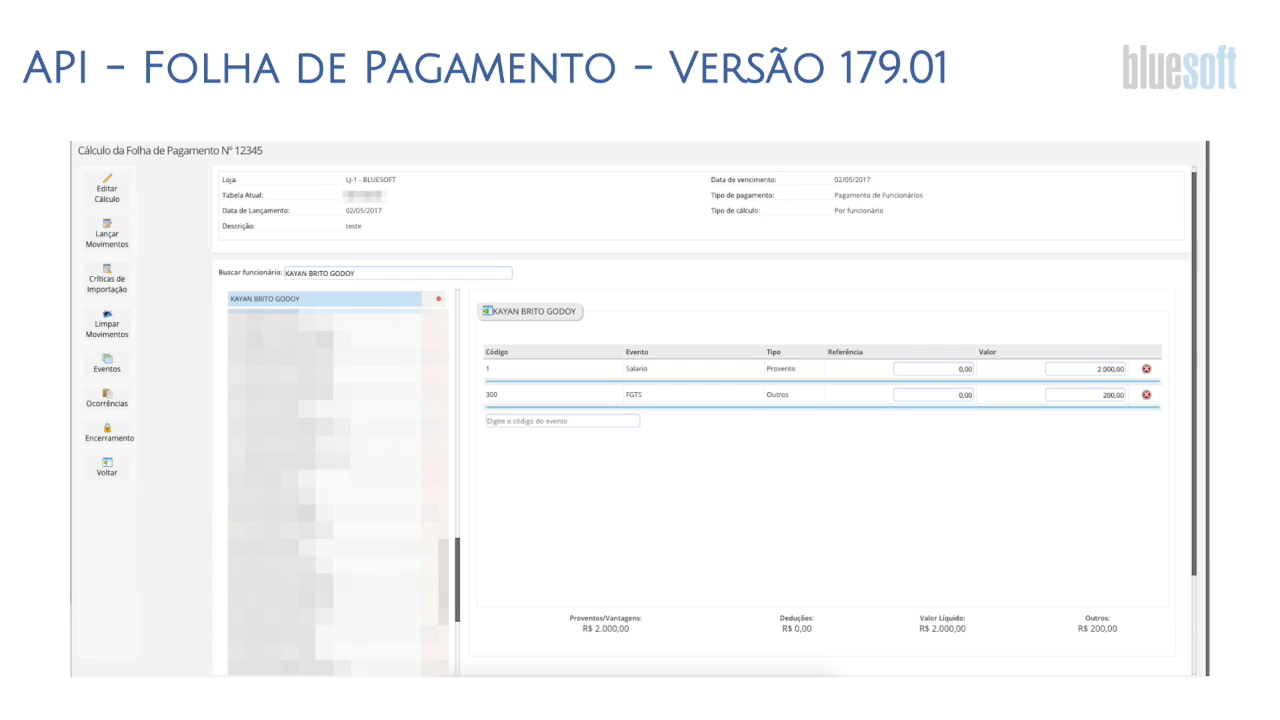 API - Folha de Pagamento - Versão 179.01
bluesoft
Cálculo da Folha de Pagamento Nº 12345
Editar
Cálculo
Lançar
Movimentos
Críticas de
Importação
Limpar
Movimentos
Eventos
Ocorrências
Encerramento
Voltar
Loja: LJ-1 - BLUESOFT
Tabela Atual:
Data de Lançamento: 02/05/2017
Descrição: teste
Data de vencimento: 02/05/2017
Tipo de pagamento: Pagamento de Funcionários
Tipo de cálculo: Por funcionário
Buscar funcionário: KAYAN BRITO GODOY
KAYAN BRITO GODOY
KAYAN BRITO GODOY
Código Evento Tipo Referência Valor
1 Salario Provento 0,00 2.000,00
300 FGTS Outros 0,00 200,00
Digite o código do evento
Proventos/Vantagens: Deduções: Valor Líquido: Outros:
R$ 2.000,00 R$ 0,00 R$ 2.000,00 R$ 200,00